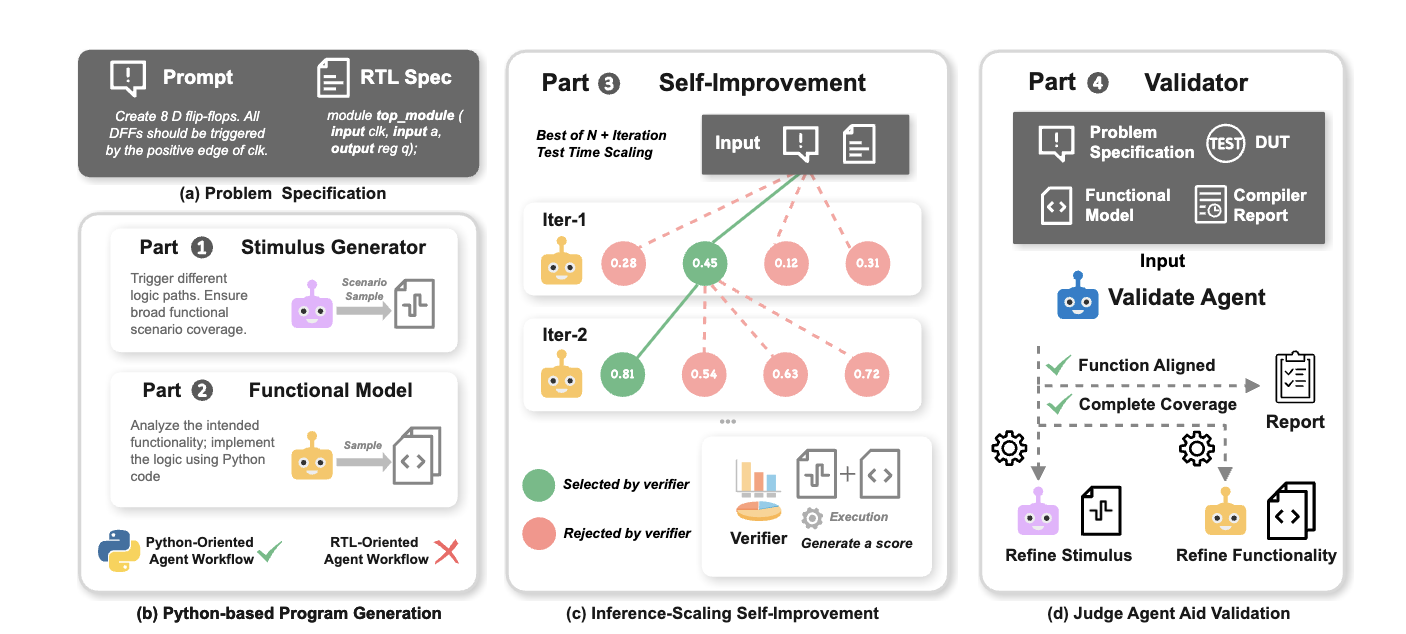 Prompt
Create 8 D flip-flops. All
DFFs should be triggered
by the positive edge of clk.
RTL Spec
module top_module (
input clk, input a,
output reg q);
(a) Problem Specification
Part 1 Stimulus Generator
Trigger different
logic paths. Ensure
broad functional
scenario coverage.
Scenario
Sample
Part 2 Functional Model
Analyze the intended
functionality; implement
the logic using Python
code
Sample
Python-Oriented
Agent Workflow
RTL-Oriented
Agent Workflow
(b) Python-based Program Generation
Part 3 Self-Improvement
Best of N + Iteration
Test Time Scaling
Input
Iter-1
0.28 0.45 0.12 0.31
Iter-2
0.81 0.54 0.63 0.72
...
Selected by verifier
Rejected by verifier
Verifier
+
Execution
Generate a score
(c) Inference-Scaling Self-Improvement
Part 4 Validator
Problem
Specification
TEST DUT
Functional
Model
Compiler
Report
Input
Validate Agent
Function Aligned
Complete Coverage
Report
Refine Stimulus
Refine Functionality
(d) Judge Agent Aid Validation